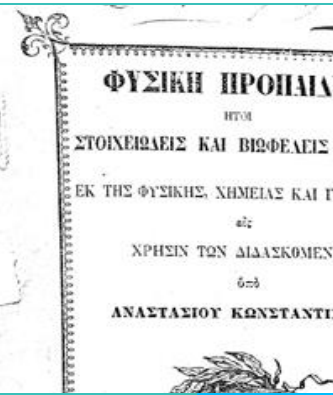 ΦΥΣΙΚΗ ΠΡΟΠΑΙΔ
ΗΤΟΙ
ΣΤΟΙΧΕΙΩΔΕΙΣ ΚΑΙ ΒΙΩΦΕΛΕΙΣ
ΕΚ ΤΗΣ ΦΥΣΙΚΗΣ, ΧΗΜΕΙΑΣ ΚΑΙ Γ
εἰς
ΧΡΗΣΙΝ ΤΩΝ ΔΙΔΑΣΚΟΜΕΝ
ὑπὸ
ΑΝΑΣΤΑΣΙΟΥ ΚΩΝΣΤΑΝΤΙ